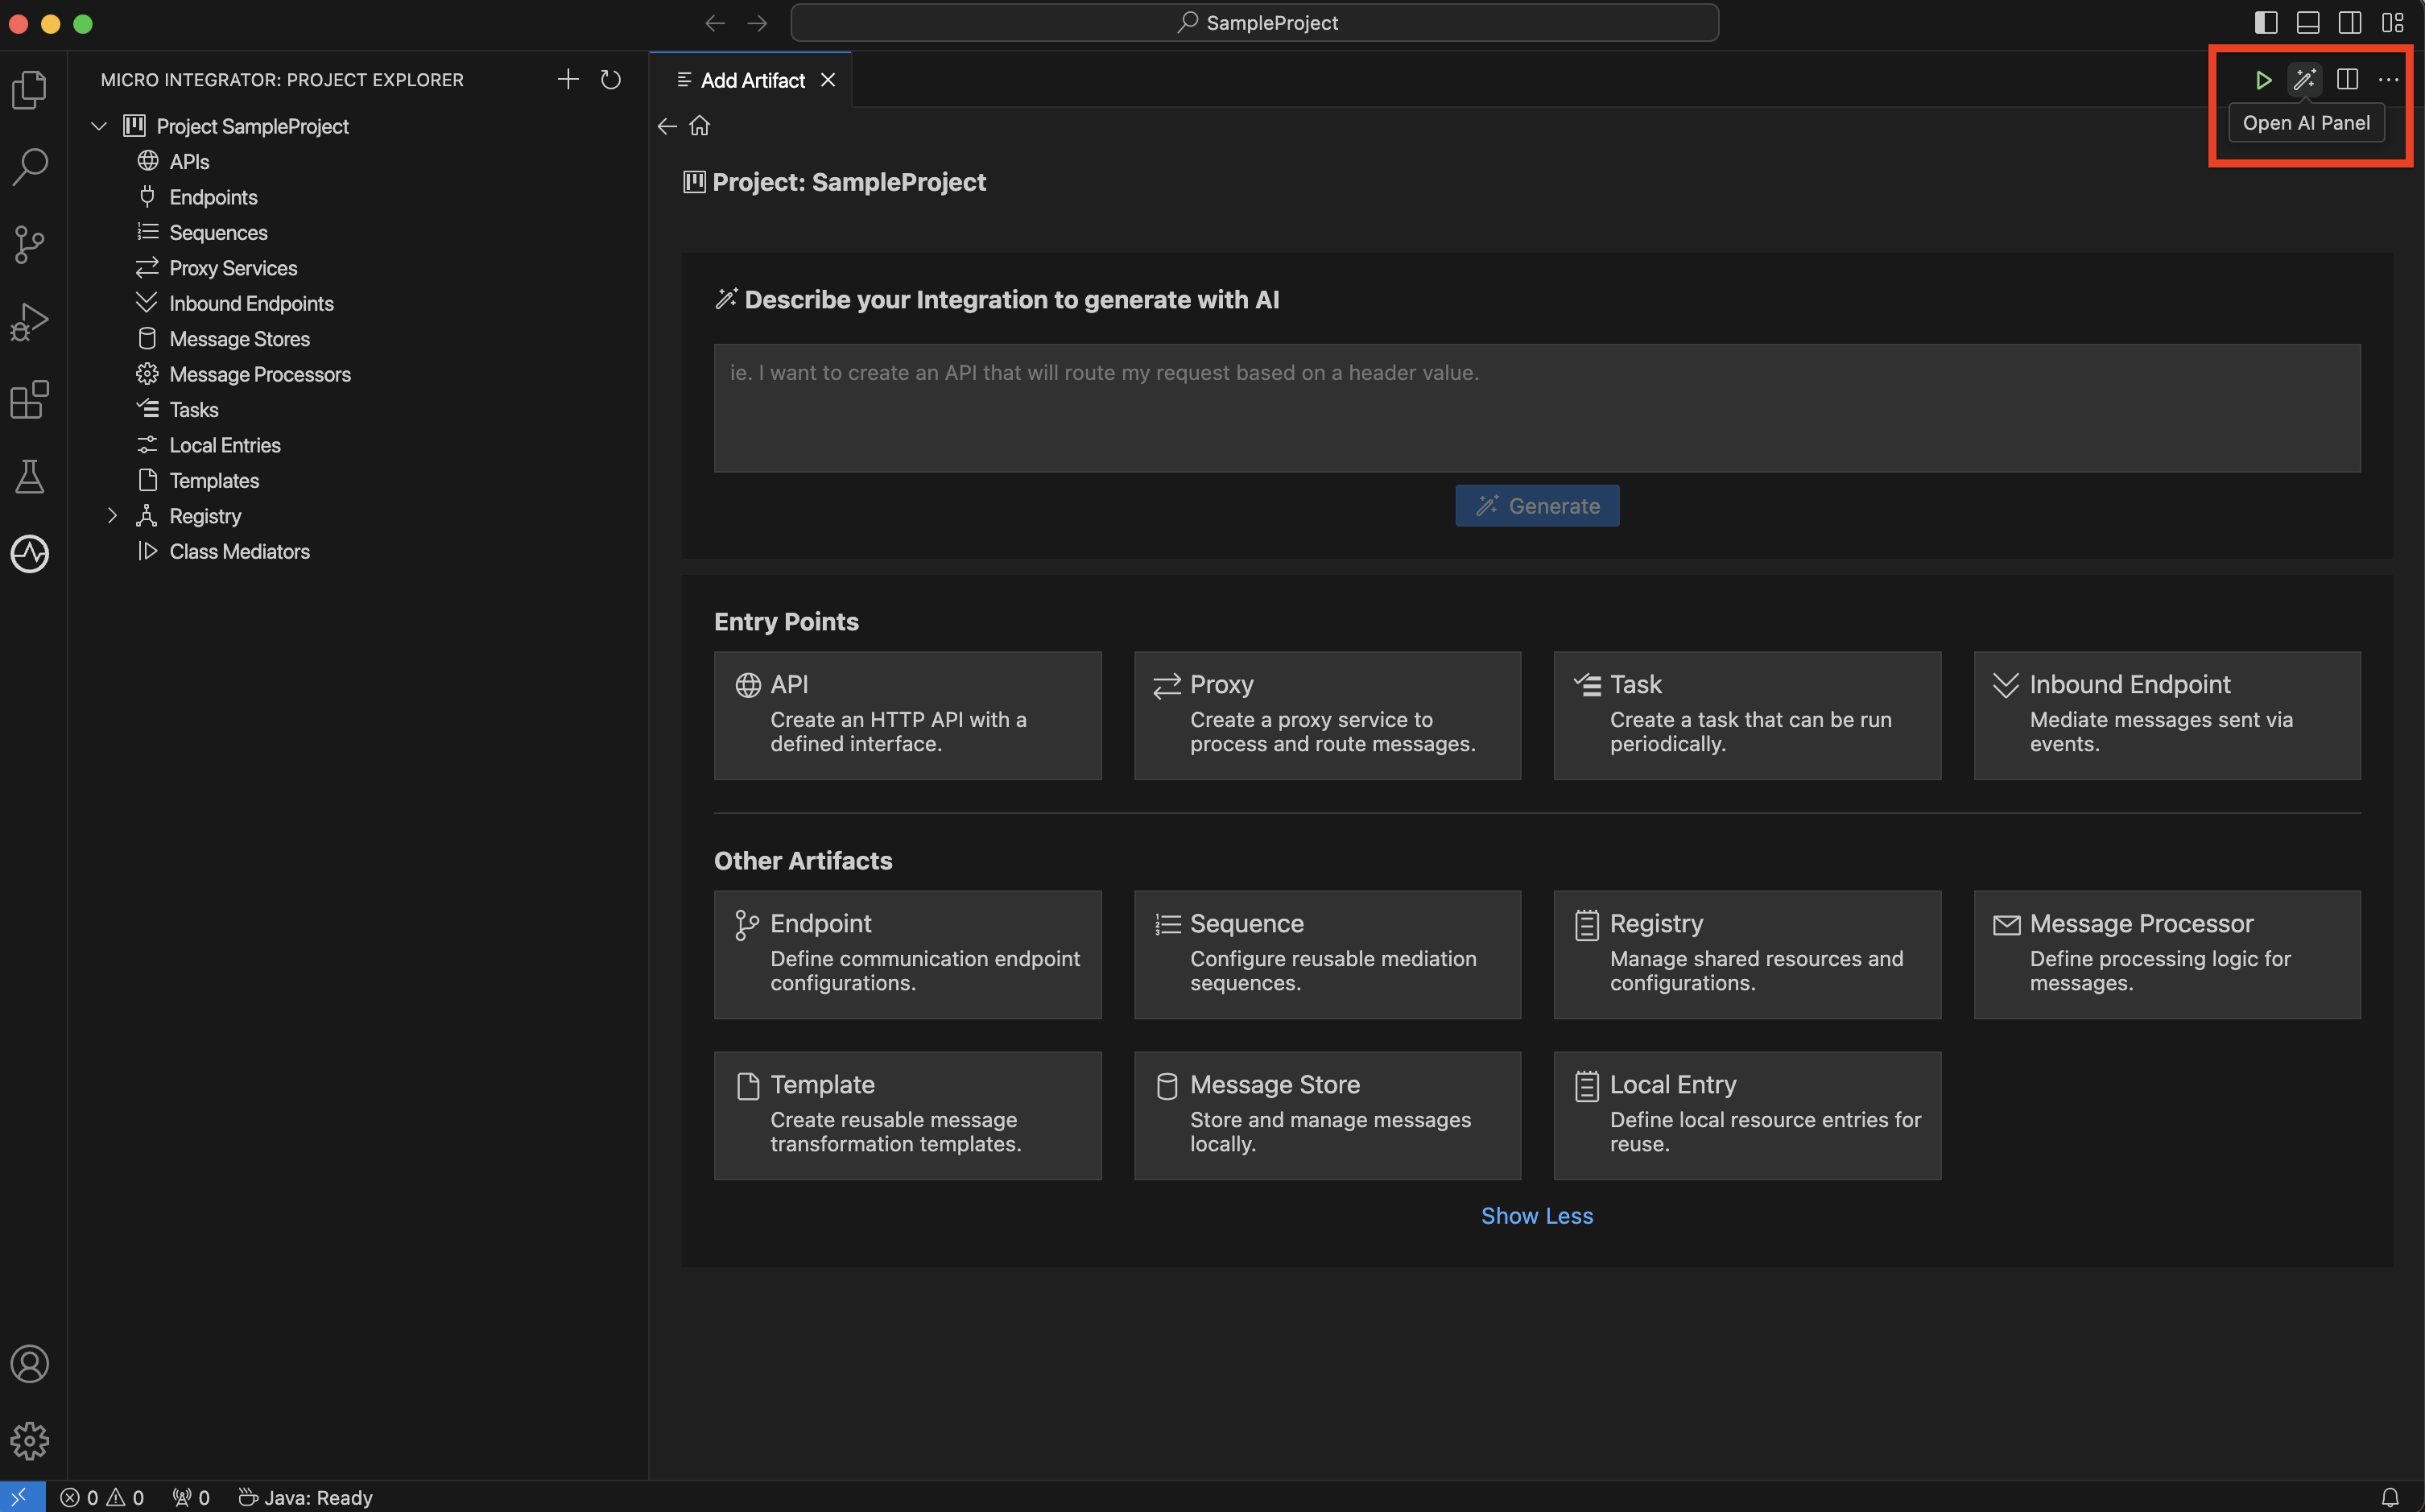 SampleProject
MICRO INTEGRATOR: PROJECT EXPLORER
Project SampleProject
APIs
Endpoints
Sequences
Proxy Services
Inbound Endpoints
Message Stores
Message Processors
Tasks
Local Entries
Templates
Registry
Class Mediators
Add Artifact
Open AI Panel
Project: SampleProject
Describe your Integration to generate with AI
ie. I want to create an API that will route my request based on a header value.
Generate
Entry Points
API
Create an HTTP API with a
defined interface.
Proxy
Create a proxy service to
process and route messages.
Task
Create a task that can be run
periodically.
Inbound Endpoint
Mediate messages sent via
events.
Other Artifacts
Endpoint
Define communication endpoint
configurations.
Sequence
Configure reusable mediation
sequences.
Registry
Manage shared resources and
configurations.
Message Processor
Define processing logic for
messages.
Template
Create reusable message
transformation templates.
Message Store
Store and manage messages
locally.
Local Entry
Define local resource entries for
reuse.
Show Less
0 0 0 Java: Ready